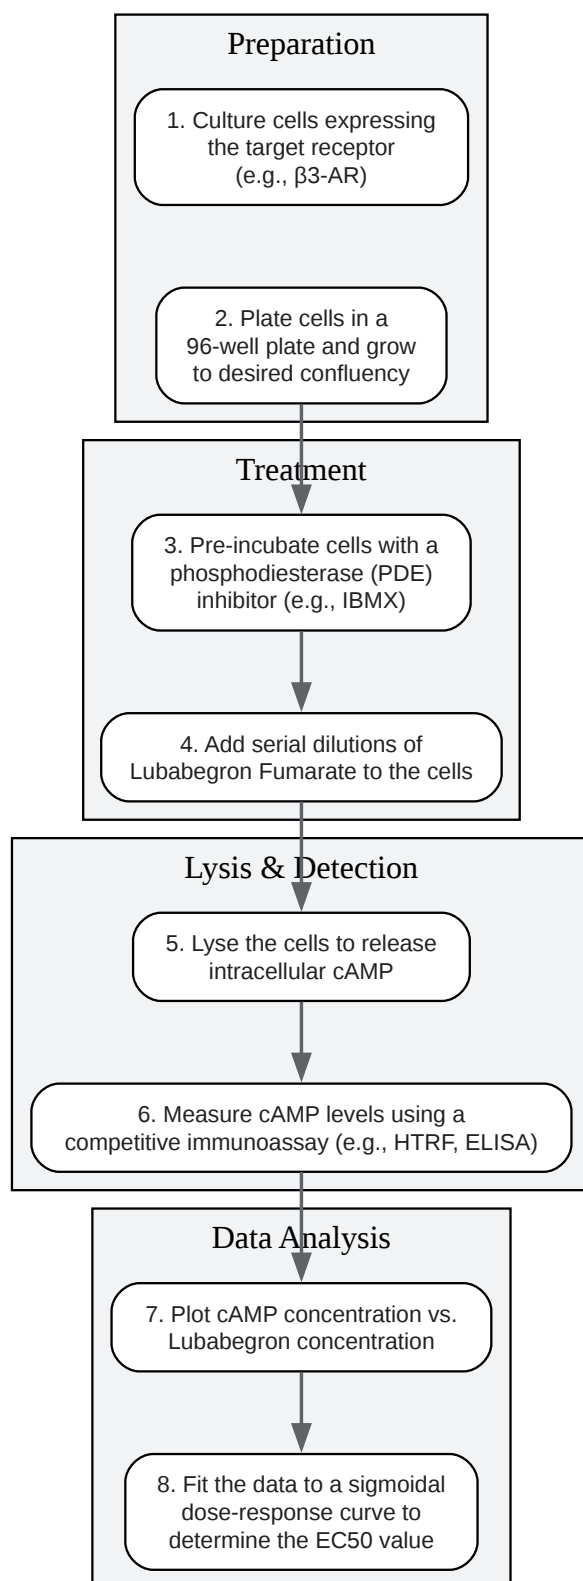 Preparation
1. Culture cells expressing
the target receptor
(e.g., β3-AR)
2. Plate cells in a
96-well plate and grow
to desired confluency
Treatment
3. Pre-incubate cells with a
phosphodiesterase (PDE)
inhibitor (e.g., IBMX)
4. Add serial dilutions of
Lubabegron Fumarate to the cells
Lysis & Detection
5. Lyse the cells to release
intracellular cAMP
6. Measure cAMP levels using a
competitive immunoassay (e.g., HTRF, ELISA)
Data Analysis
7. Plot cAMP concentration vs.
Lubabegron concentration
8. Fit the data to a sigmoidal
dose-response curve to
determine the EC50 value